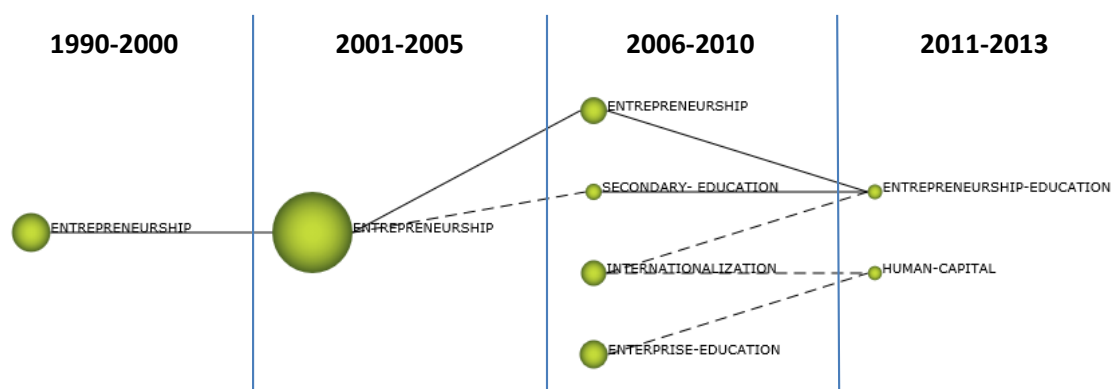 1990-2000
2001-2005
2006-2010
2011-2013
ENTREPRENEURSHIP
ENTREPRENEURSHIP
ENTREPRENEURSHIP
SECONDARY- EDUCATION
INTERNATIONALIZATION
ENTERPRISE-EDUCATION
ENTREPRENEURSHIP-EDUCATION
HUMAN-CAPITAL